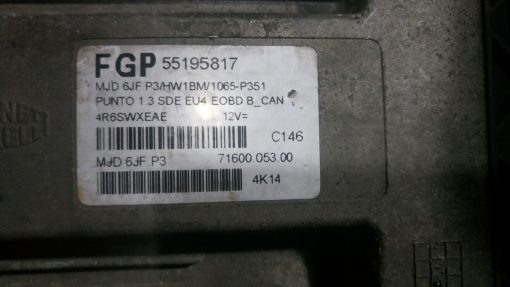 FGP 55195817
MJD 6JF.P3/HW1BM/1065-P351
PUNTO 1.3 SDE EU4 EOBD B_CAN
4R6SWXEAE 12V=
C146
MJD 6JF.P3 71600.053.00
4K14